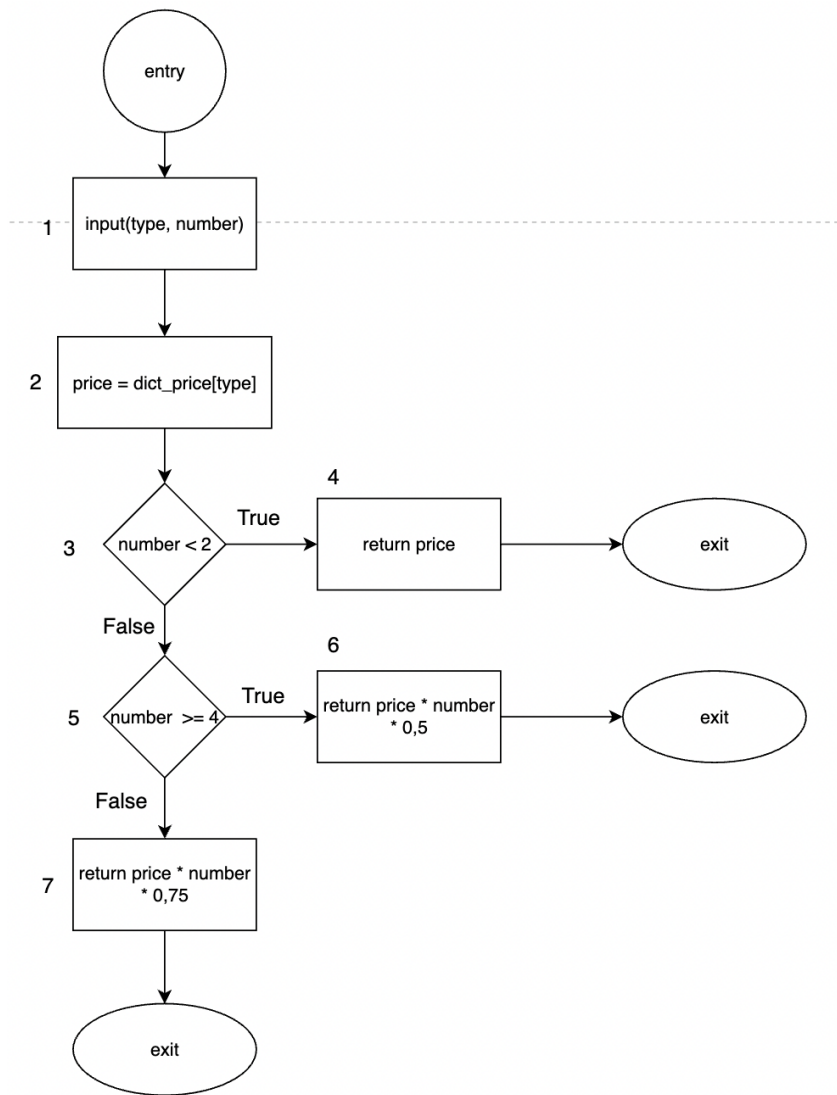 entry
1
input(type, number)
2
price = dict_price[type]
4
3
number < 2
True
return price
exit
False
6
5
number >= 4
True
return price * number
* 0,5
exit
False
7
return price * number
* 0,75
exit